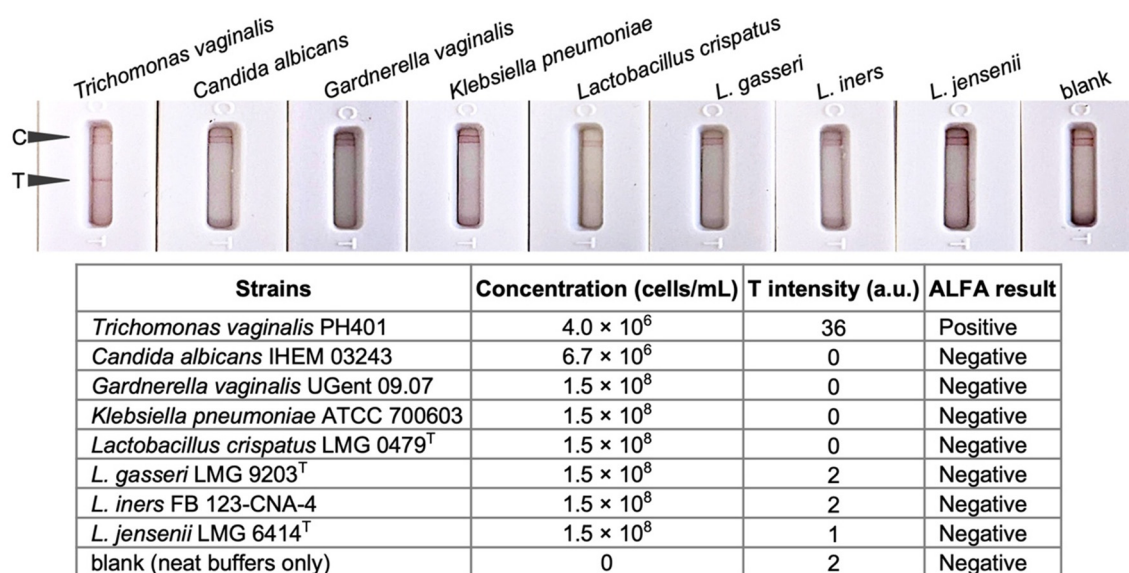 Trichomonas vaginalis Candida albicans Gardnerella vaginalis Klebsiella pneumoniae Lactobacillus crispatus L. gasseri L. iners L. jensenii blank
C C C C C C C C C
C
T
T T T T T T T T T
Strains Concentration (cells/mL) T intensity (a.u.) ALFA result
Trichomonas vaginalis PH401 4.0 × 10⁶ 36 Positive
Candida albicans IHEM 03243 6.7 × 10⁶ 0 Negative
Gardnerella vaginalis UGent 09.07 1.5 × 10⁸ 0 Negative
Klebsiella pneumoniae ATCC 700603 1.5 × 10⁸ 0 Negative
Lactobacillus crispatus LMG 0479ᵀ 1.5 × 10⁸ 0 Negative
L. gasseri LMG 9203ᵀ 1.5 × 10⁸ 2 Negative
L. iners FB 123-CNA-4 1.5 × 10⁸ 2 Negative
L. jensenii LMG 6414ᵀ 1.5 × 10⁸ 1 Negative
blank (neat buffers only) 0 2 Negative